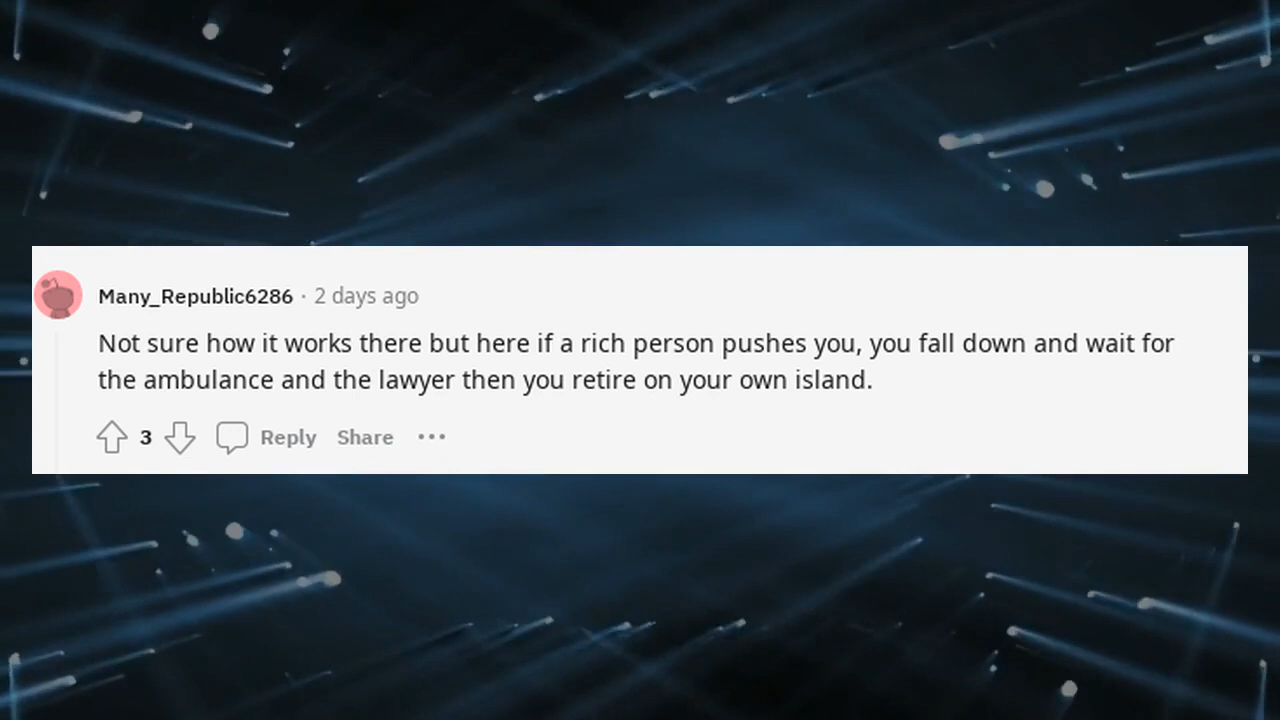 Many_Republic6286 · 2 days ago
Not sure how it works there but here if a rich person pushes you, you fall down and wait for
the ambulance and the lawyer then you retire on your own island.
3 Reply Share ···